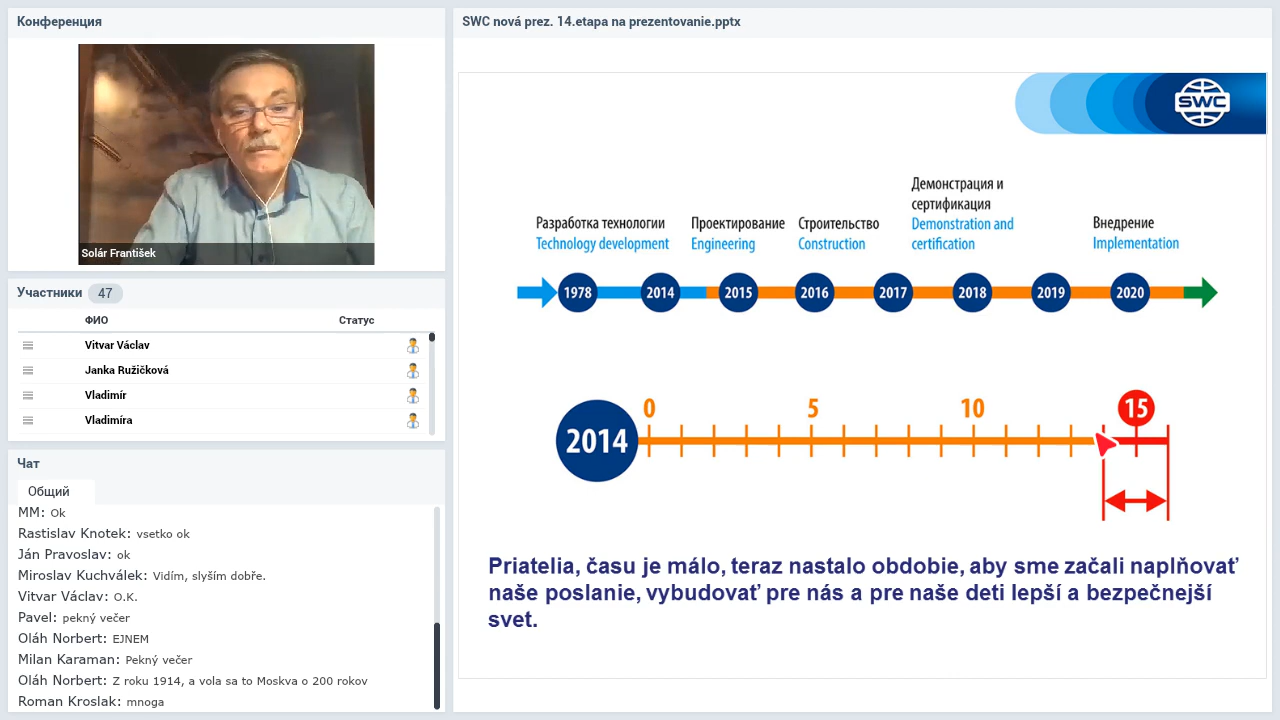 Конференция
Solár František
Участники 47
ФИО Статус
Vitvar Václav
Janka Ružičková
Vladimír
Vladimíra
Чат
Общий
MM: Ok
Rastislav Knotek: vsetko ok
Ján Pravoslav: ok
Miroslav Kuchválek: Vidím, slyším dobře.
Vitvar Václav: O.K.
Pavel: pekný večer
Oláh Norbert: EJNEM
Milan Karaman: Pekný večer
Oláh Norbert: Z roku 1914, a vola sa to Moskva o 200 rokov
Roman Kroslak: mnoga
SWC nová prez. 14.etapa na prezentovanie.pptx
SWC
Разработка технологии
Technology development
Проектирование
Engineering
Строительство
Construction
Демонстрация и
сертификация
Demonstration and
certification
Внедрение
Implementation
1978 2014 2015 2016 2017 2018 2019 2020
0 5 10 15
2014
Priatelia, času je málo, teraz nastalo obdobie, aby sme začali naplňovať
naše poslanie, vybudovať pre nás a pre naše deti lepší a bezpečnejší
svet.